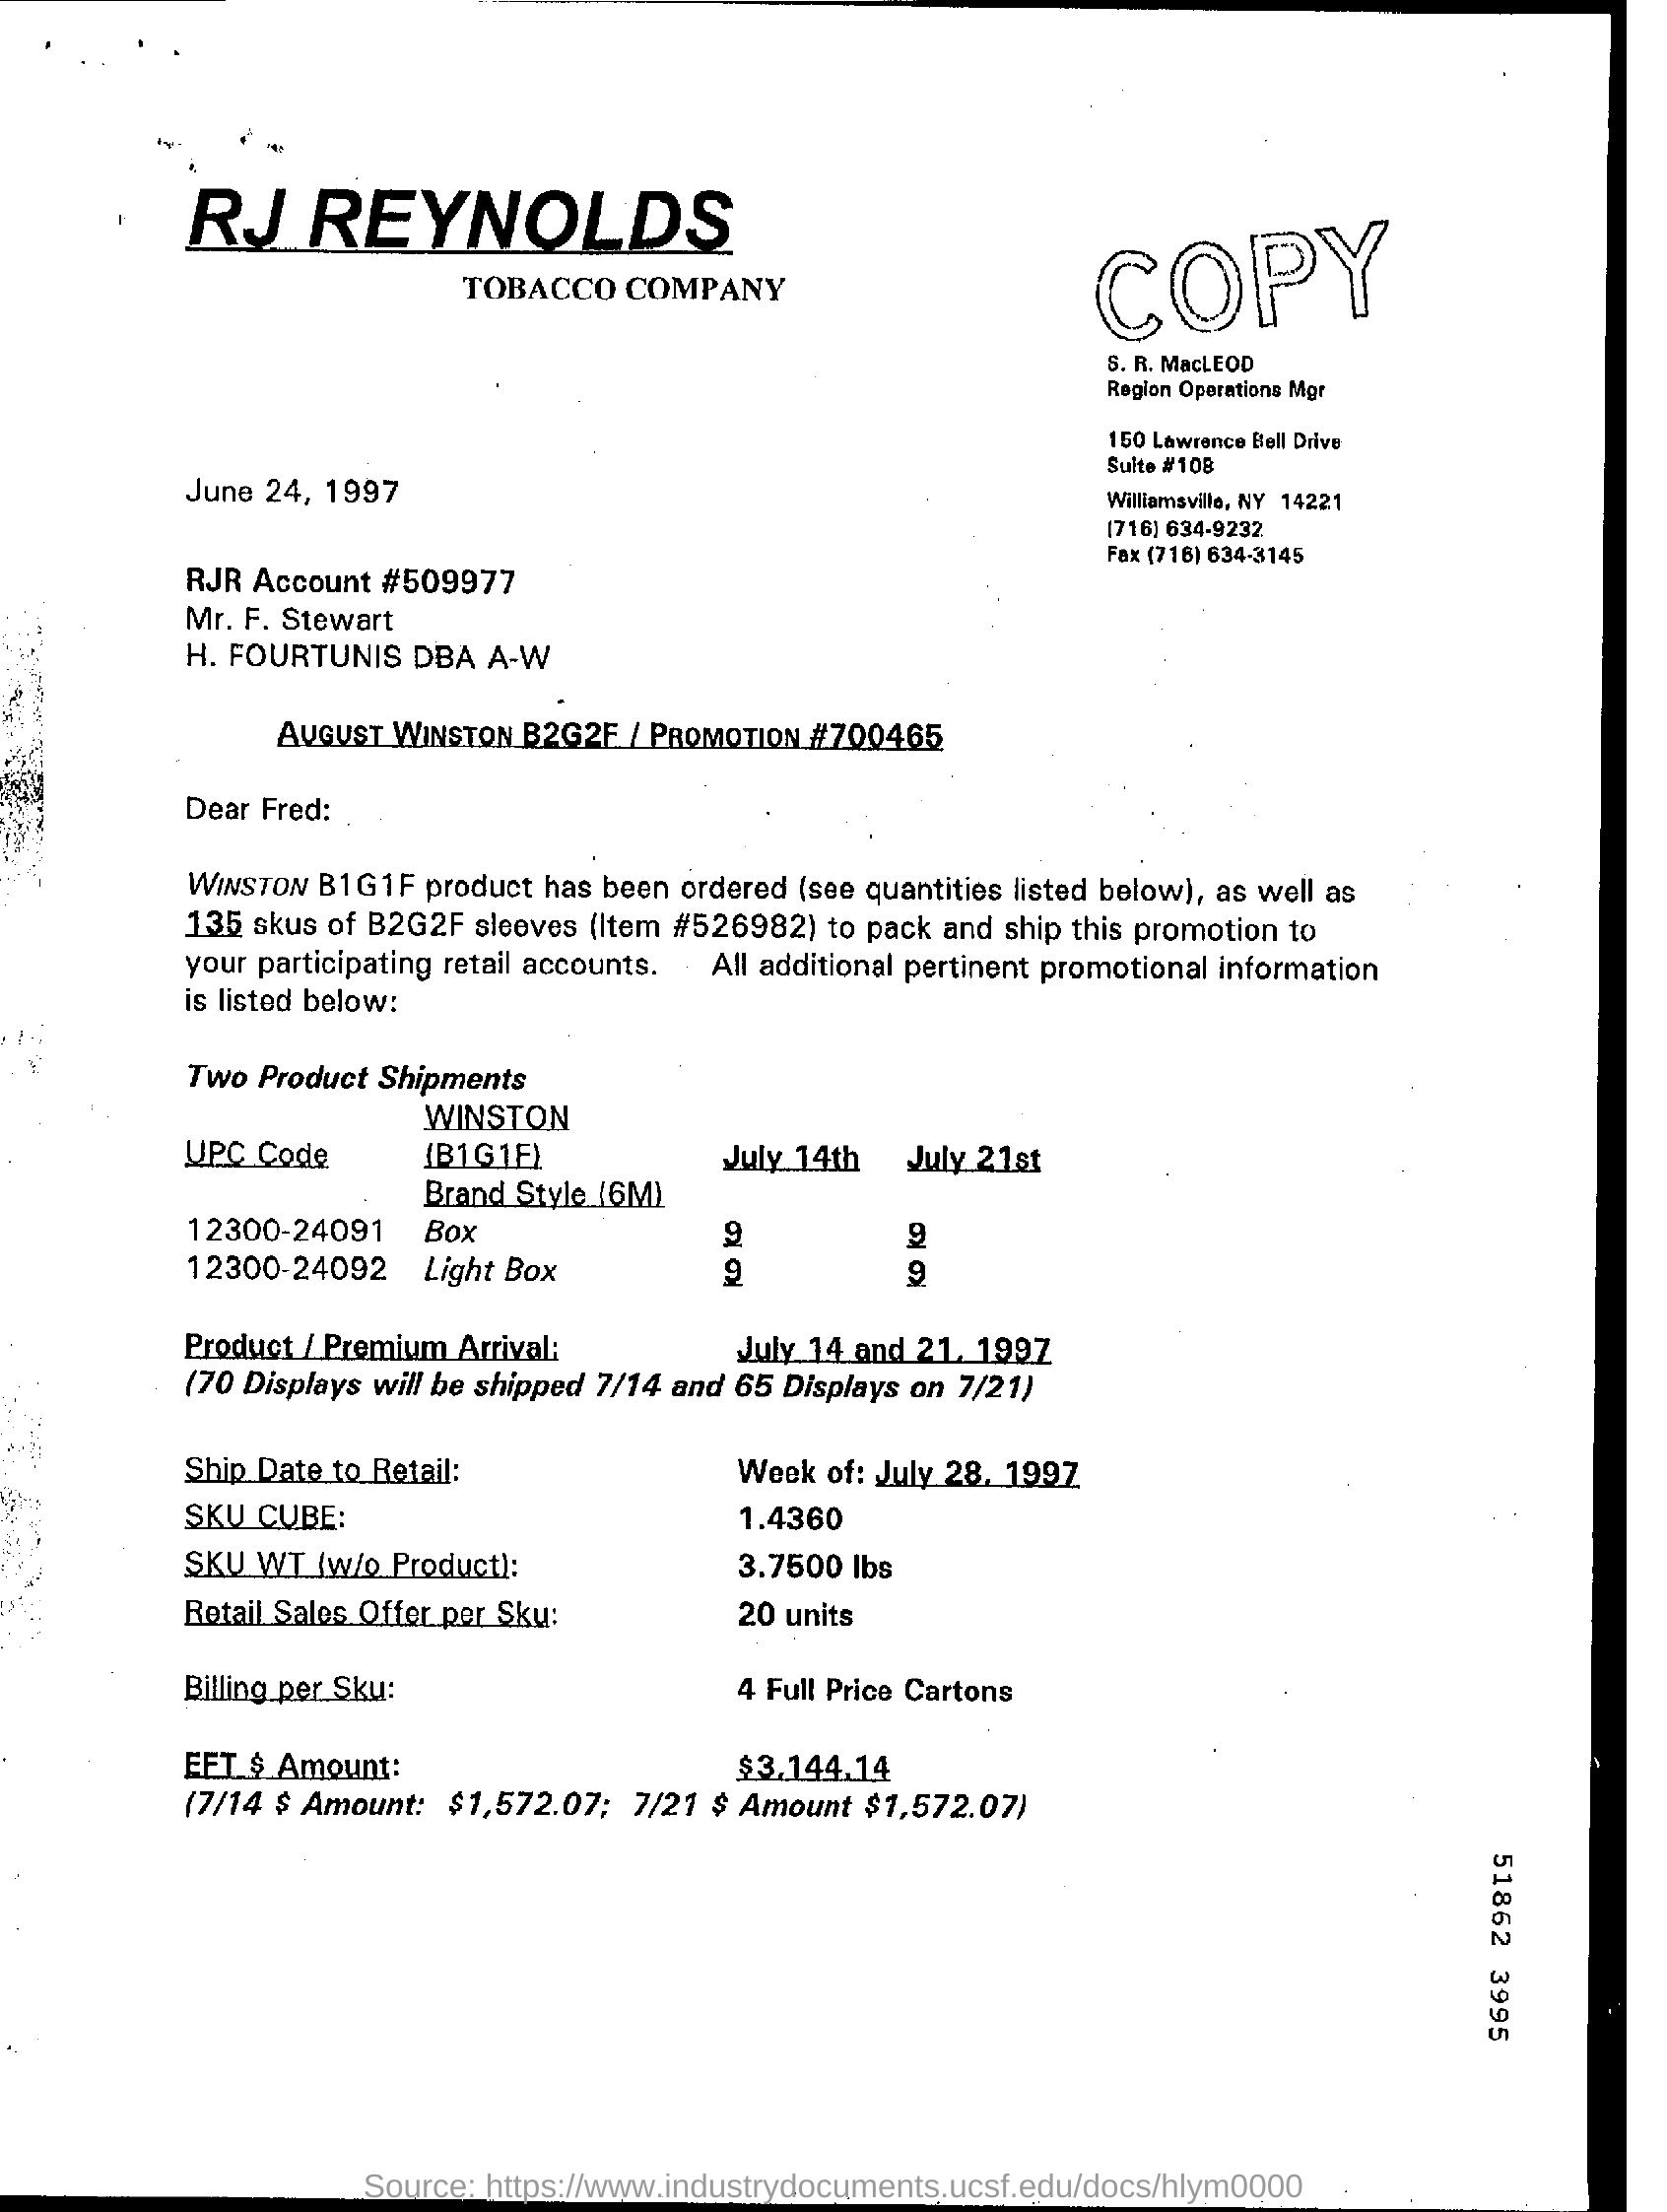 RJ REYNOLDS
TOBACCO COMPANY
COPY
S. R. MacLEOD
Region Operations Mgr
150 Lawrence Bell Drive
Suite #108
Williamsville, NY 14221
(716) 634-9232
Fax (716) 634-3145
June 24, 1997
RJR Account #509977
Mr. F. Stewart
H. FOURTUNIS DBA A-W
AUGUST WINSTON B2G2F / PROMOTION #700465
Dear Fred:
WINSTON B1G1F product has been ordered (see quantities listed below), as well as
135 skus of B2G2F sleeves (Item #526982) to pack and ship this promotion to
your participating retail accounts. All additional pertinent promotional information
is listed below:
Two Product Shipments
WINSTON
UPC Code (B1G1F) July 14th July 21st
Brand Style (6M)
12300-24091 Box 9 9
12300-24092 Light Box 9 9
Product / Premium Arrival: July 14 and 21, 1997
(70 Displays will be shipped 7/14 and 65 Displays on 7/21)
Ship Date to Retail: Week of: July 28, 1997
SKU CUBE: 1.4360
SKU WT (w/o Product): 3.7500 lbs
Retail Sales Offer per Sku: 20 units
Billing per Sku: 4 Full Price Cartons
EFT $ Amount: $3,144.14
(7/14 $ Amount: $1,572.07; 7/21 $ Amount $1,572.07)
51862 3995
Source: https://www.industrydocuments.ucsf.edu/docs/hlym0000